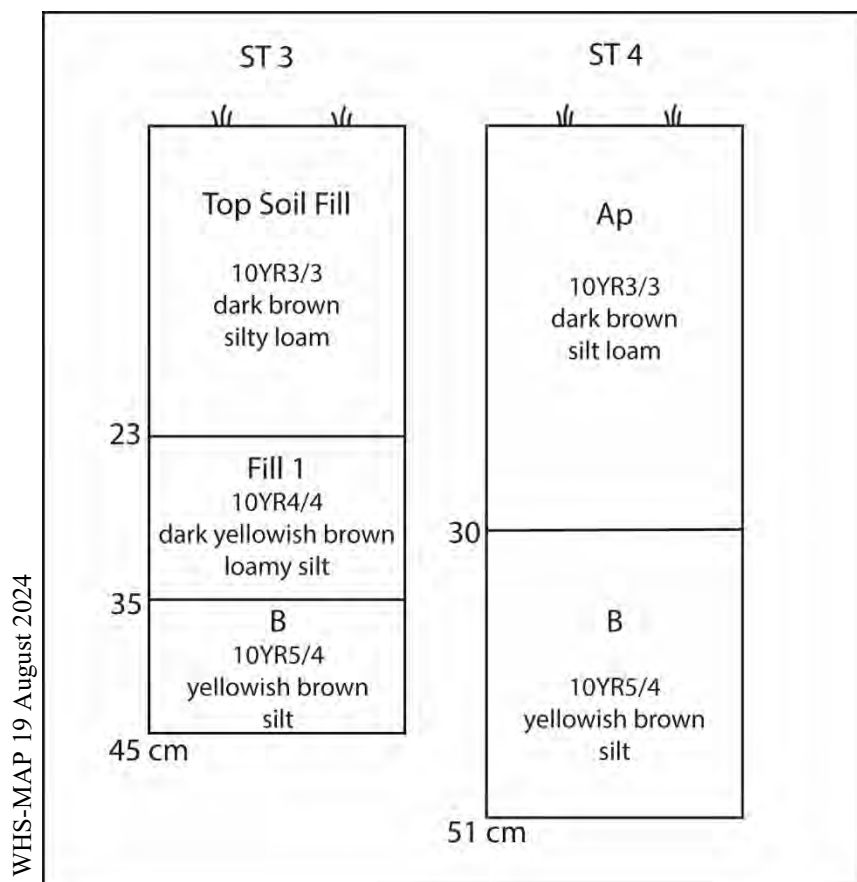 ST 3
Top Soil Fill
10YR3/3
dark brown
silty loam
23
Fill 1
10YR4/4
dark yellowish brown
loamy silt
35
B
10YR5/4
yellowish brown
silt
45 cm
ST 4
Ap
10YR3/3
dark brown
silt loam
30
B
10YR5/4
yellowish brown
silt
51 cm
WHS-MAP 19 August 2024